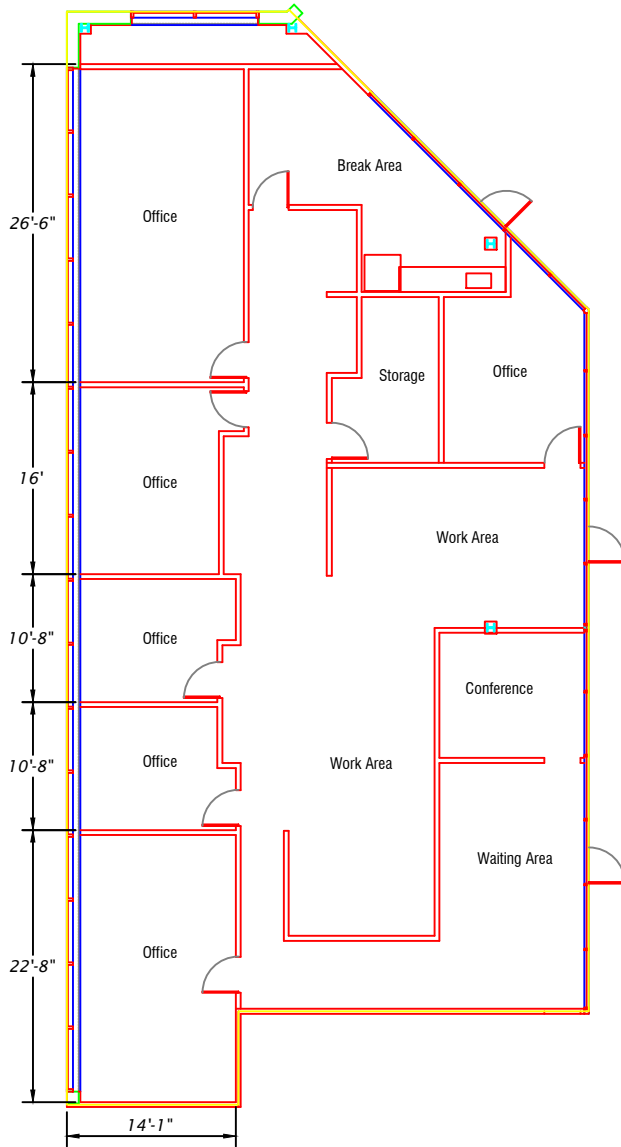 Break Area
26'-6"
Office
Storage
Office
16'
Office
Work Area
10'-8"
Office
Conference
10'-8"
Office
Work Area
Waiting Area
22'-8"
Office
14'-1"